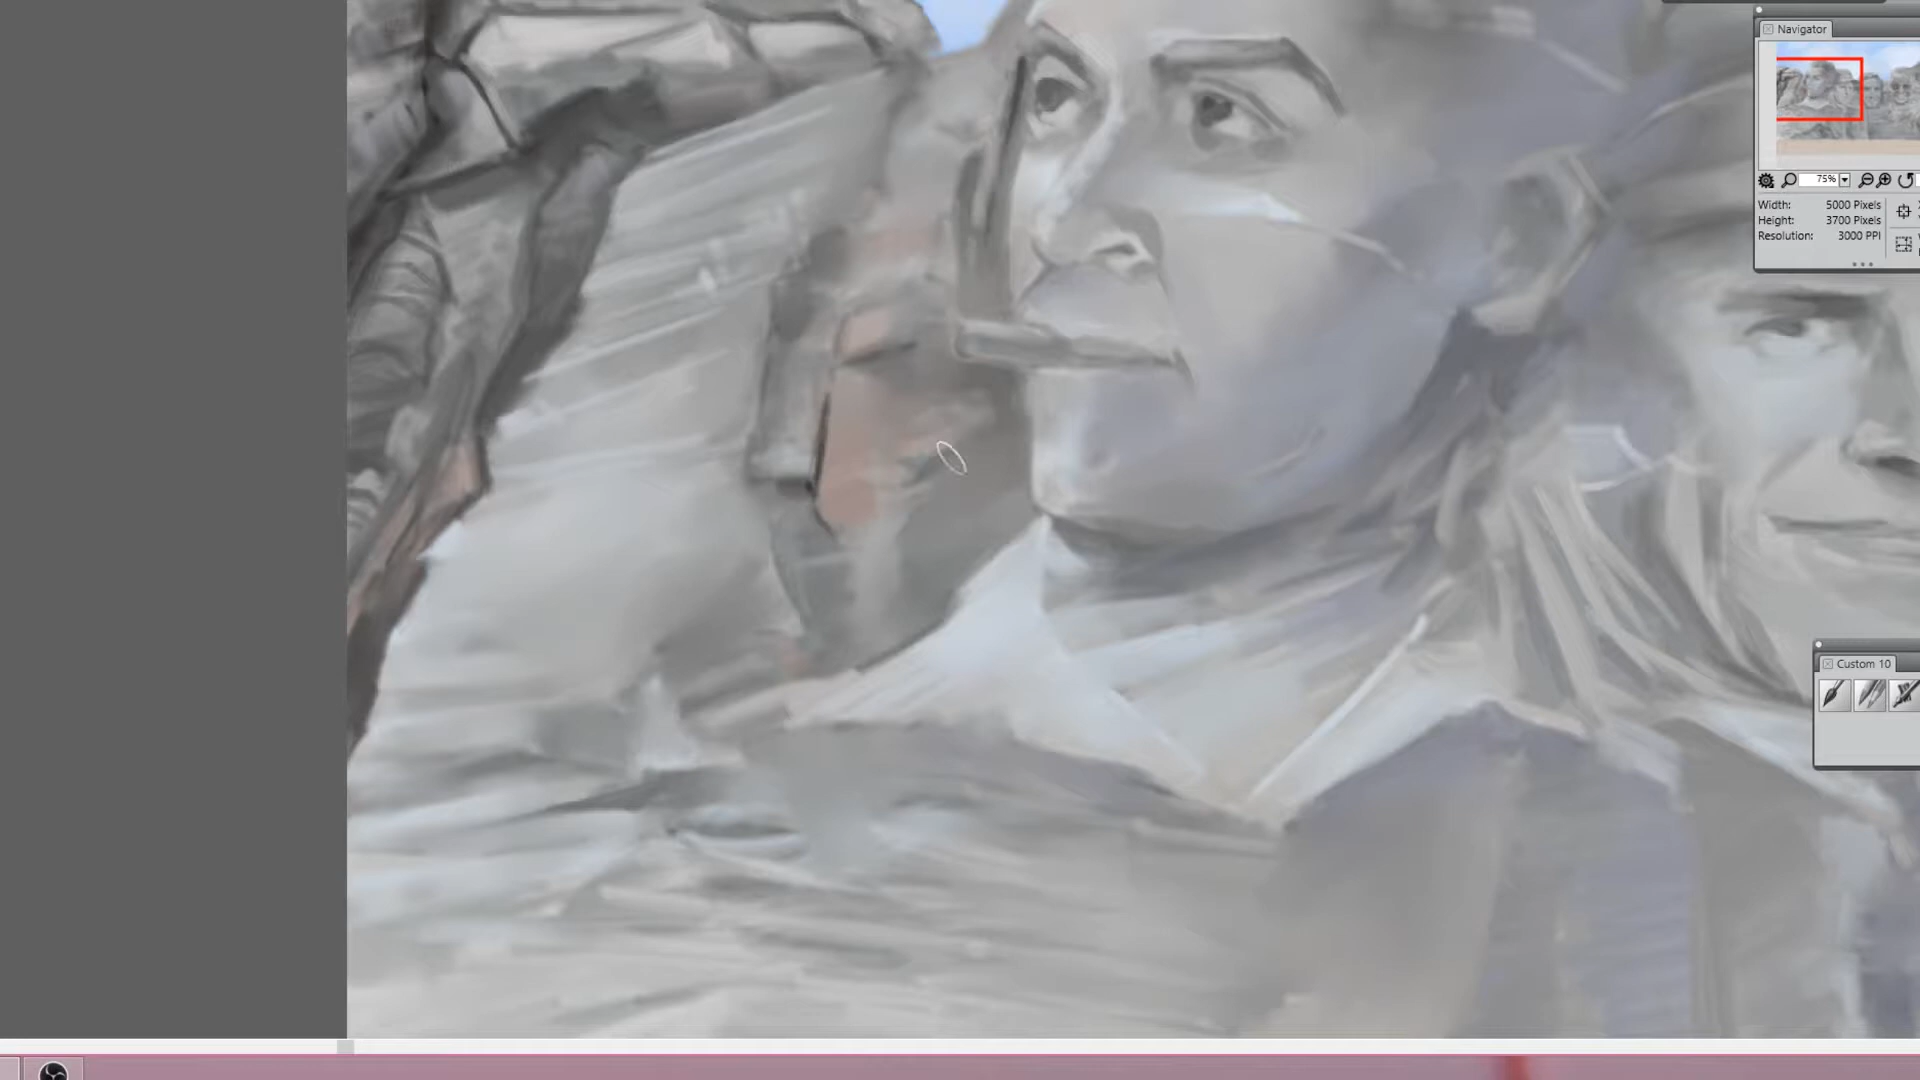 Navigator
75%
Width: 5000 Pixels
Height: 3700 Pixels
Resolution: 3000 PPI
Custom 10